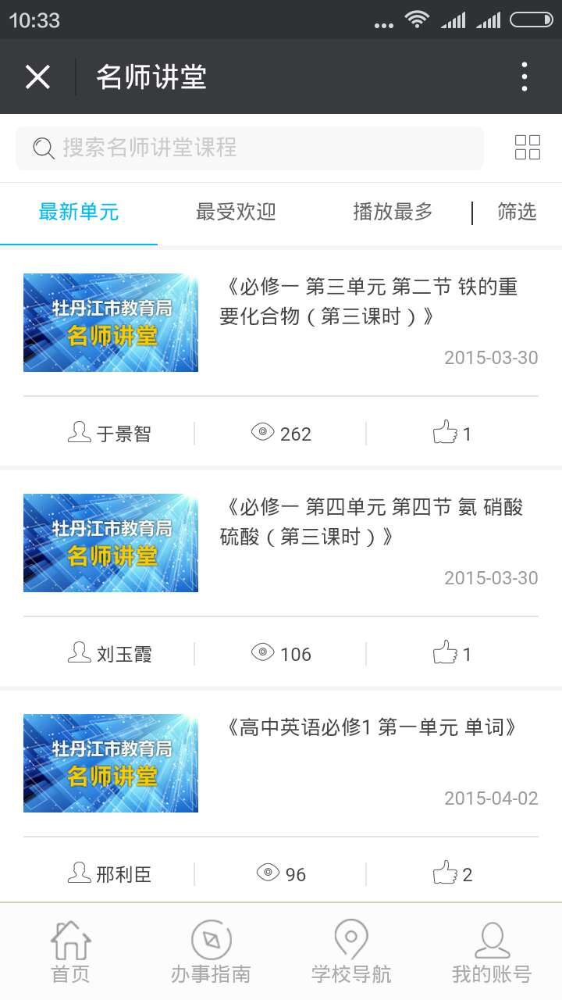 10:33
名师讲堂
搜索名师讲堂课程
最新单元 最受欢迎 播放最多 筛选
牡丹江市教育局
名师讲堂
《必修一 第三单元 第二节 铁的重
要化合物（第三课时）》
2015-03-30
于景智 262 1
牡丹江市教育局
名师讲堂
《必修一 第四单元 第四节 氨 硝酸
硫酸（第三课时）》
2015-03-30
刘玉霞 106 1
牡丹江市教育局
名师讲堂
《高中英语必修1 第一单元 单词》
2015-04-02
邢利臣 96 2
首页 办事指南 学校导航 我的账号